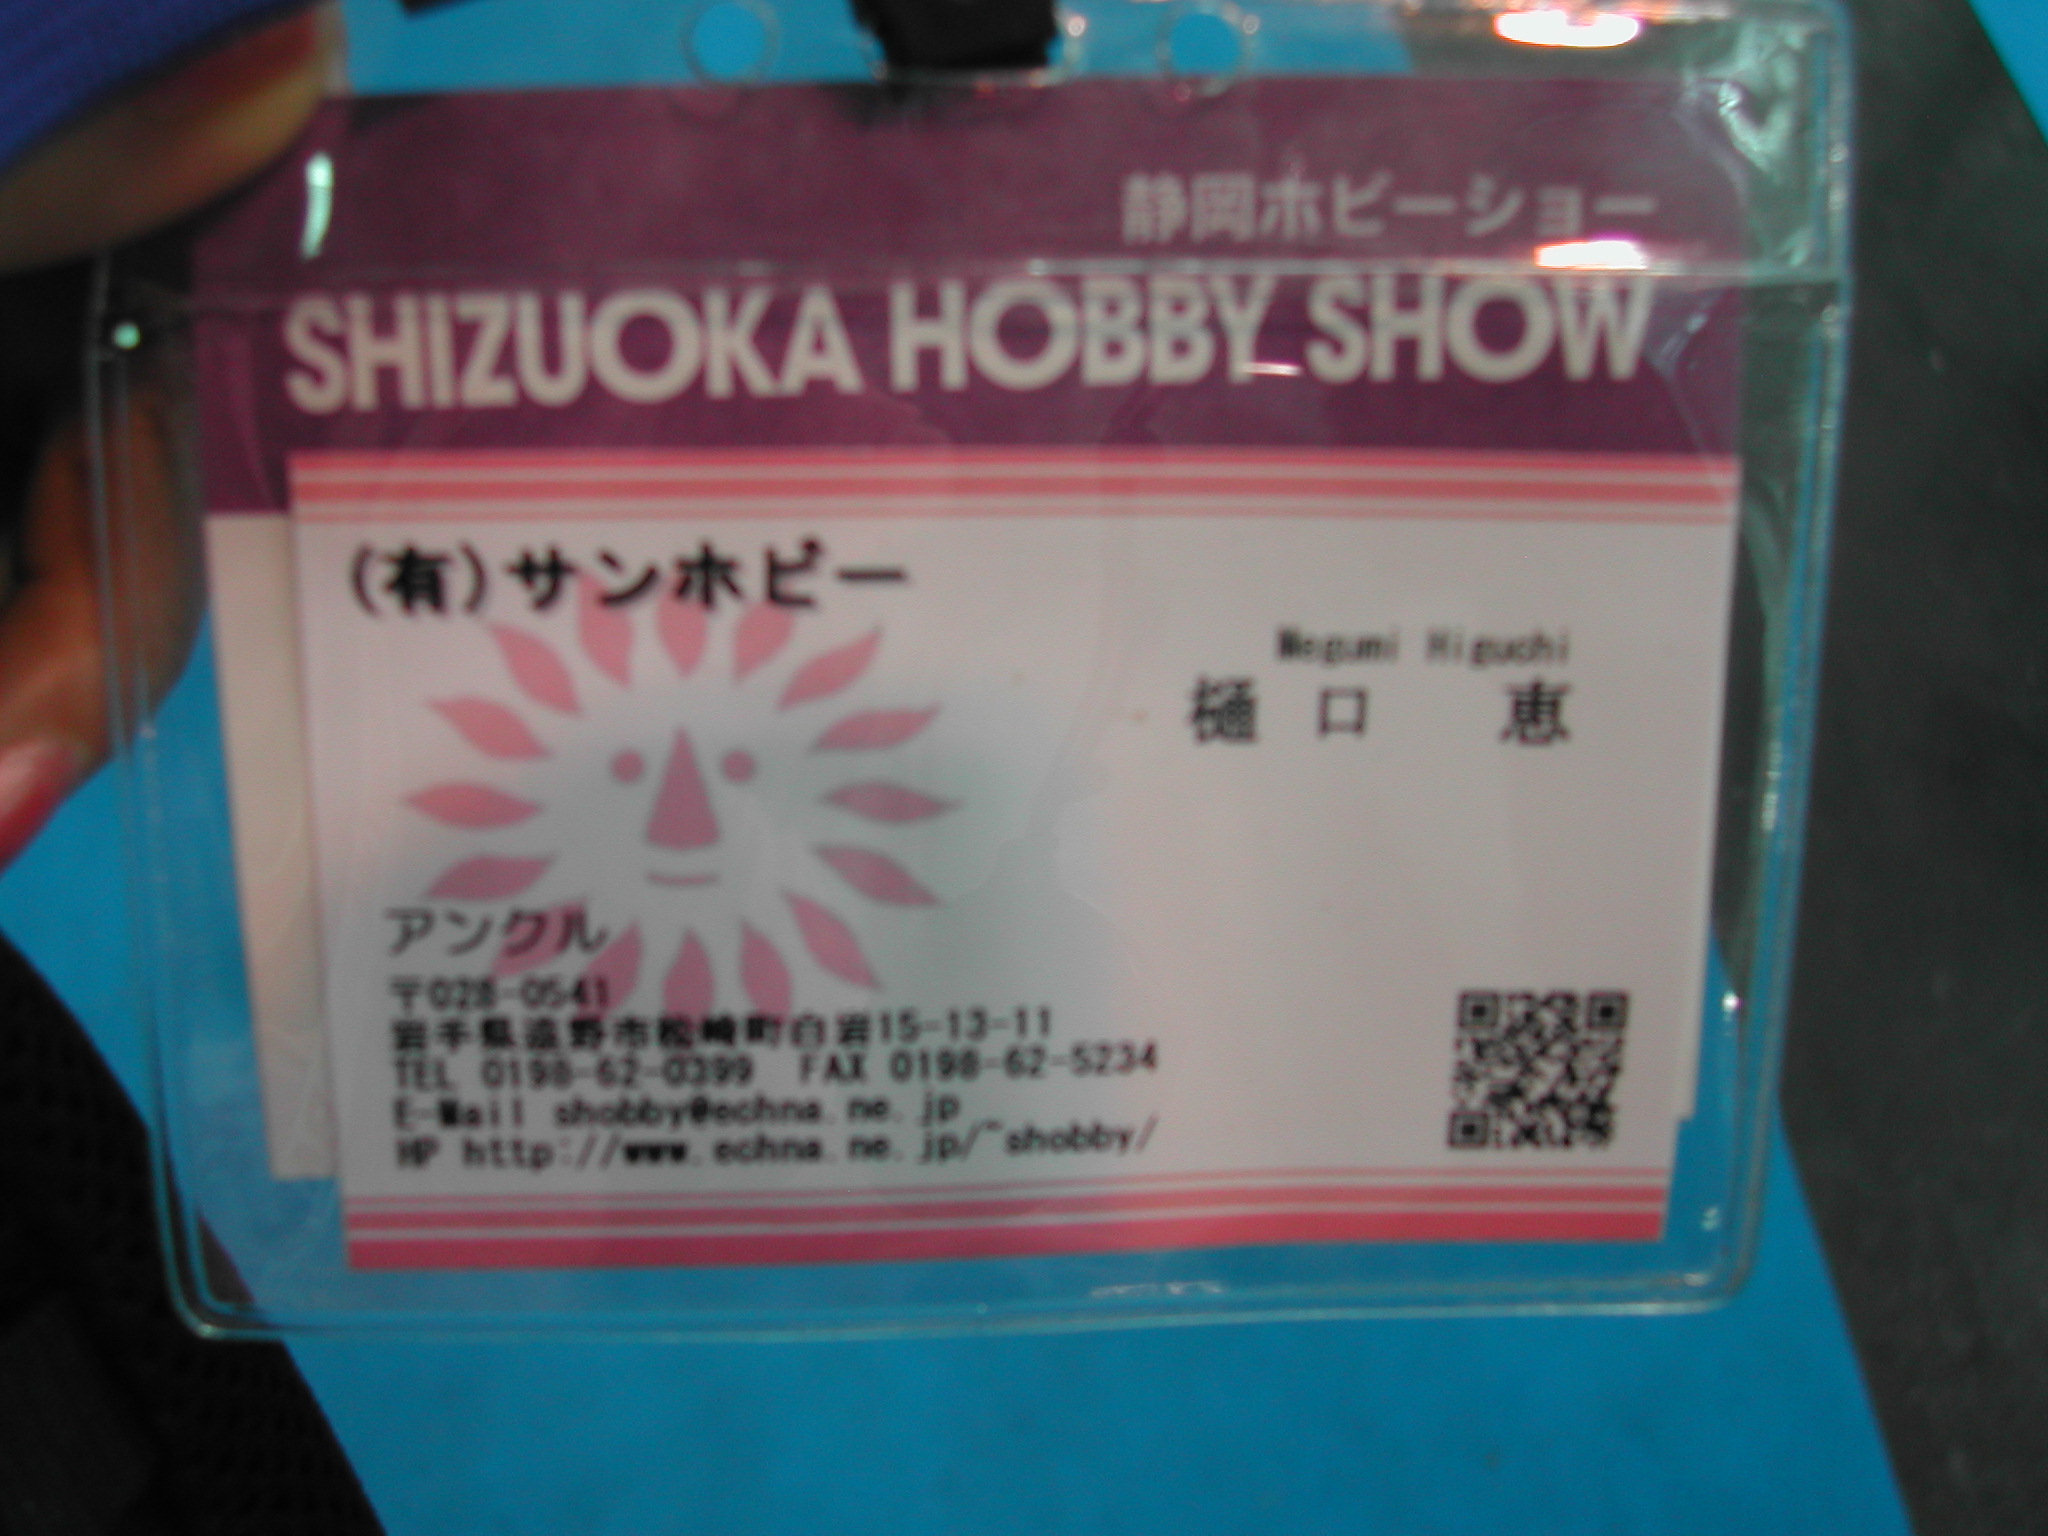 静岡ホビーショー
SHIZUOKA HOBBY SHOW
(有)サンホビー
Megumi Higuchi
樋口 恵
アンクル
〒028-0541
岩手県遠野市松崎町白岩15-13-11
TEL 0198-62-0399 FAX 0198-62-5234
E-Mail shobby@echna.ne.jp
HP http://www.echna.ne.jp/~shobby/